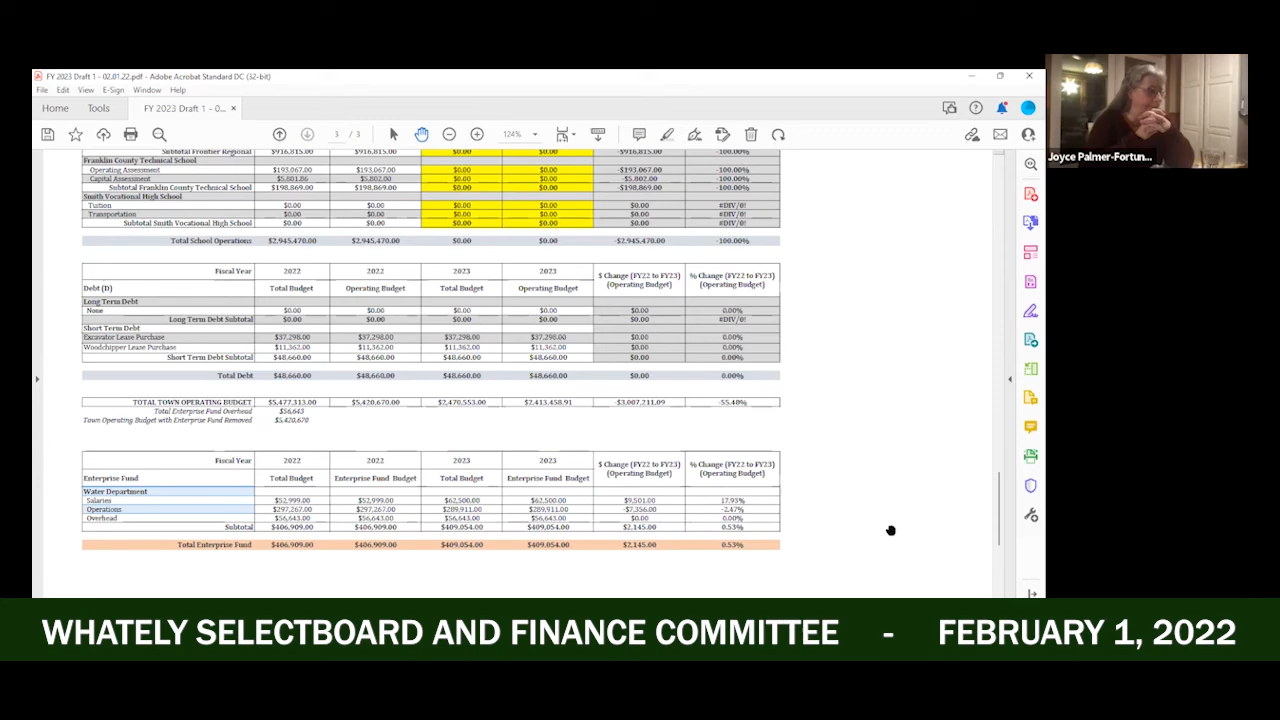 FY 2023 Draft 1 - 02.01.22.pdf - Adobe Acrobat Standard DC (32-bit)
File Edit View E-Sign Window Help
Home Tools FY 2023 Draft 1 - 0... ×
3 / 3 124%
Subtotal Frontier Regional $916,815.00 $916,815.00 $0.00 $0.00 -$916,815.00 -100.00%
Franklin County Technical School
Operating Assessment $193,067.00 $193,067.00 $0.00 $0.00 -$193,067.00 -100.00%
Capital Assessment $5,801.86 $5,802.00 $0.00 $0.00 -$5,802.00 -100.00%
Subtotal Franklin County Technical School $198,869.00 $198,869.00 $0.00 $0.00 -$198,869.00 -100.00%
Smith Vocational High School
Tuition $0.00 $0.00 $0.00 $0.00 $0.00 #DIV/0!
Transportation $0.00 $0.00 $0.00 $0.00 $0.00 #DIV/0!
Subtotal Smith Vocational High School $0.00 $0.00 $0.00 $0.00 $0.00 #DIV/0!
Total School Operations $2,945,470.00 $2,945,470.00 $0.00 $0.00 -$2,945,470.00 -100.00%
Fiscal Year 2022 2022 2023 2023 $ Change (FY22 to FY23) (Operating Budget) % Change (FY22 to FY23) (Operating Budget)
Debt (D) Total Budget Operating Budget Total Budget Operating Budget
Long Term Debt
None $0.00 $0.00 $0.00 $0.00 $0.00 0.00%
Long Term Debt Subtotal $0.00 $0.00 $0.00 $0.00 $0.00 #DIV/0!
Short Term Debt
Excavator Lease Purchase $37,298.00 $37,298.00 $37,298.00 $37,298.00 $0.00 0.00%
Woodchipper Lease Purchase $11,362.00 $11,362.00 $11,362.00 $11,362.00 $0.00 0.00%
Short Term Debt Subtotal $48,660.00 $48,660.00 $48,660.00 $48,660.00 $0.00 0.00%
Total Debt $48,660.00 $48,660.00 $48,660.00 $48,660.00 $0.00 0.00%
TOTAL TOWN OPERATING BUDGET $5,477,313.00 $5,420,670.00 $2,470,553.00 $2,413,458.91 -$3,007,211.09 -55.48%
Total Enterprise Fund Overhead $56,643
Town Operating Budget with Enterprise Fund Removed $5,420,670
Fiscal Year 2022 2022 2023 2023 $ Change (FY22 to FY23) (Operating Budget) % Change (FY22 to FY23) (Operating Budget)
Enterprise Fund Total Budget Enterprise Fund Budget Total Budget Enterprise Fund Budget
Water Department
Salaries $52,999.00 $52,999.00 $62,500.00 $62,500.00 $9,501.00 17.93%
Operations $297,267.00 $297,267.00 $289,911.00 $289,911.00 -$7,356.00 -2.47%
Overhead $56,643.00 $56,643.00 $56,643.00 $56,643.00 $0.00 0.00%
Subtotal $406,909.00 $406,909.00 $409,054.00 $409,054.00 $2,145.00 0.53%
Total Enterprise Fund $406,909.00 $406,909.00 $409,054.00 $409,054.00 $2,145.00 0.53%
Joyce Palmer-Fortun...
WHATELY SELECTBOARD AND FINANCE COMMITTEE - FEBRUARY 1, 2022